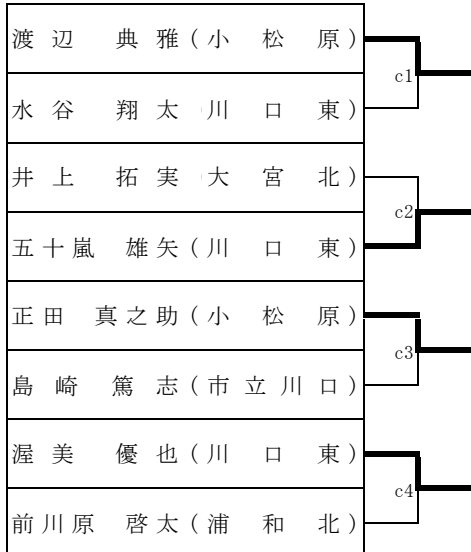 渡辺 典雅(小松原)
c1
水谷 翔太(川口東)
井上 拓実(大宮北)
c2
五十嵐 雄矢(川口東)
正田 真之助(小松原)
c3
島崎 篤志(市立川口)
渥美 優也(川口東)
c4
前川原 啓太(浦和北)